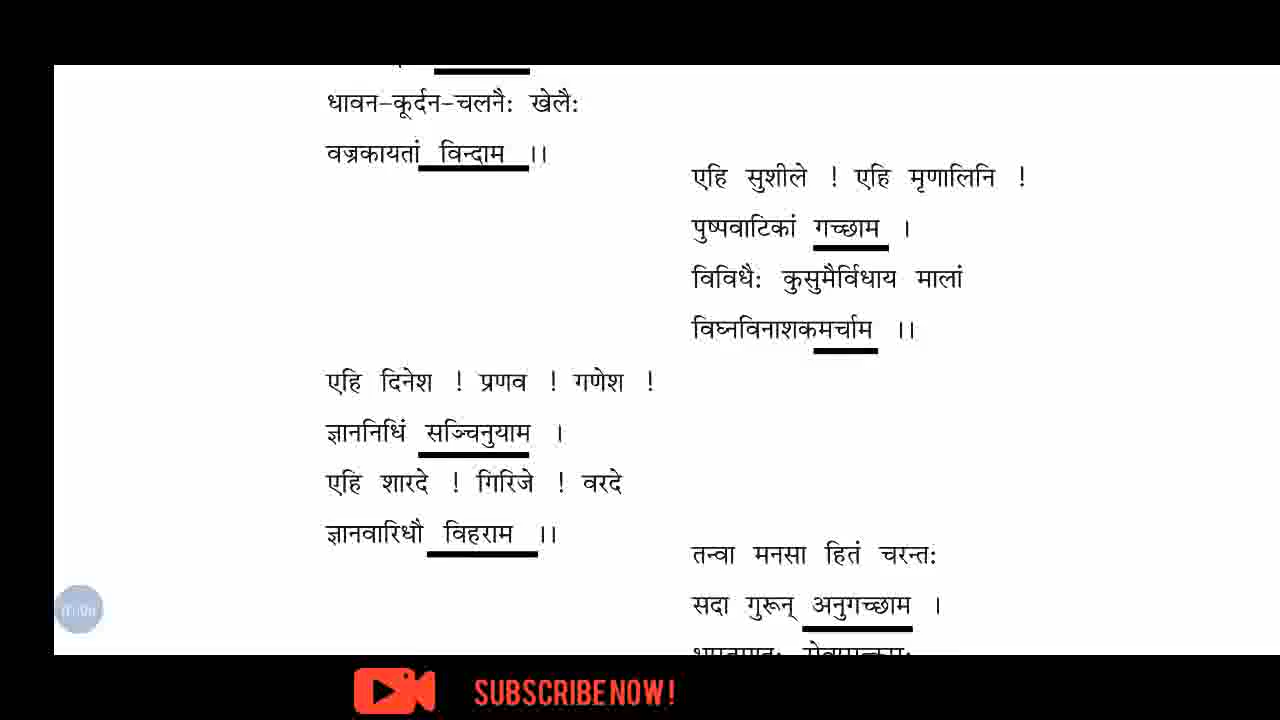 धावन-कूर्दन-चलनैः खेलैः
वज्रकायतां विन्दाम ।।
एहि सुशीले ! एहि मृणालिनि !
पुष्पवाटिकां गच्छाम ।
विविधैः कुसुमैर्विधाय मालां
विघ्नविनाशकमर्चाम ।।
एहि दिनेश ! प्रणव ! गणेश !
ज्ञाननिधिं सञ्चिनुयाम ।
एहि शारदे ! गिरिजे ! वरदे
ज्ञानवारिधौ विहराम ।।
तन्वा मनसा हितं चरन्तः
सदा गुरून् अनुगच्छाम ।
SUBSCRIBE NOW !